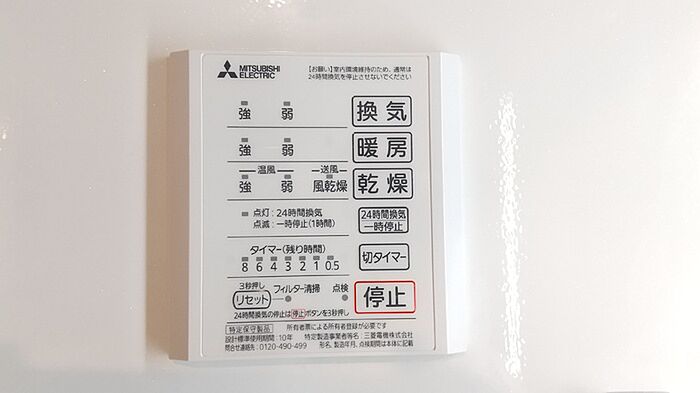 MITSUBISHI
ELECTRIC
【お願い】室内環境維持のため、通常は
24時間換気を停止させないでください
強 弱 換気
強 弱 暖房
温風 送風
強 弱 風乾燥 乾燥
点灯:24時間換気
点滅:一時停止(1時間)
24時間換気
一時停止
タイマー(残り時間)
8 6 4 3 2 1 0.5
切タイマー
3秒押し
リセット フィルター清掃 点検
停止
24時間換気の停止は停止ボタンを3秒押し
特定保守製品 所有者票による所有者登録が必要です
設計標準使用期間:10年 特定製造事業者等名:三菱電機株式会社
問合せ連絡先:0120-490-499 形名、製造年月、点検期間は本体に記載